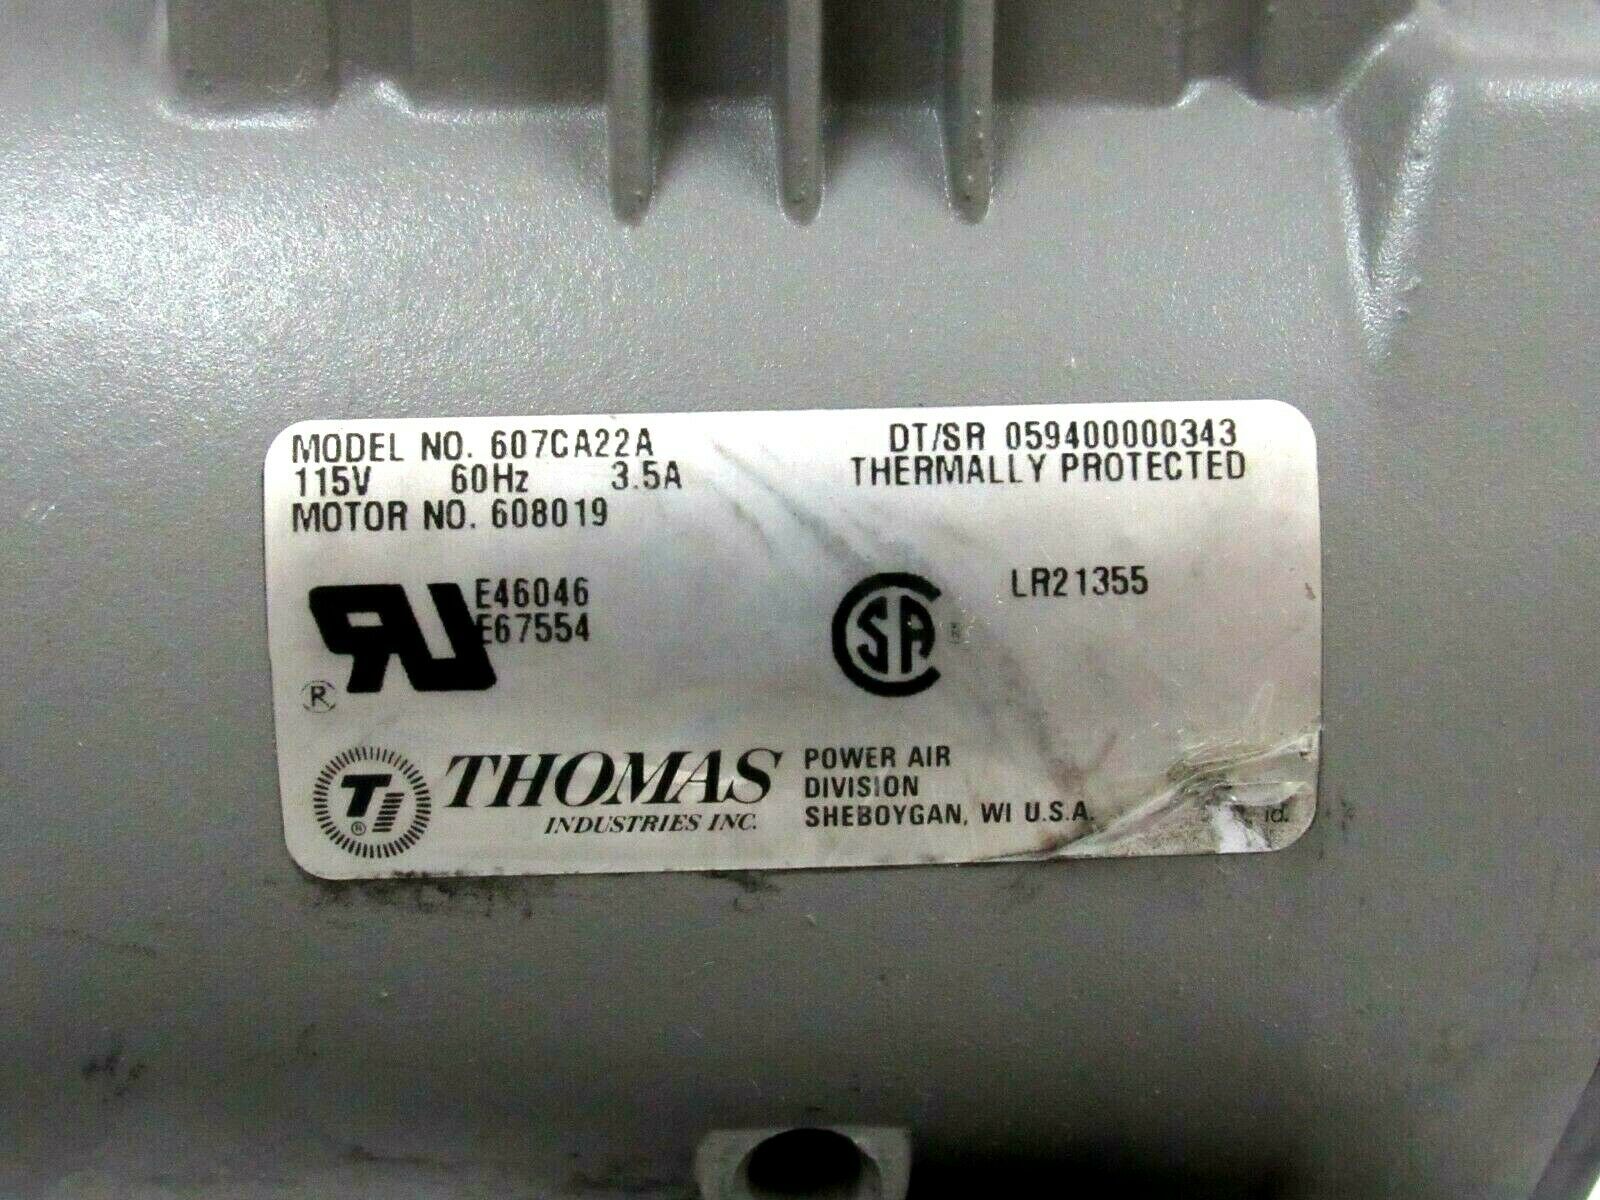 MODEL NO. 607CA22A
115V 60Hz 3.5A
MOTOR NO. 608019
DT/SR 059400000343
THERMALLY PROTECTED
E46046
E67554
®
LR21355
T
®
THOMAS
INDUSTRIES INC.
POWER AIR
DIVISION
SHEBOYGAN, WI U.S.A.